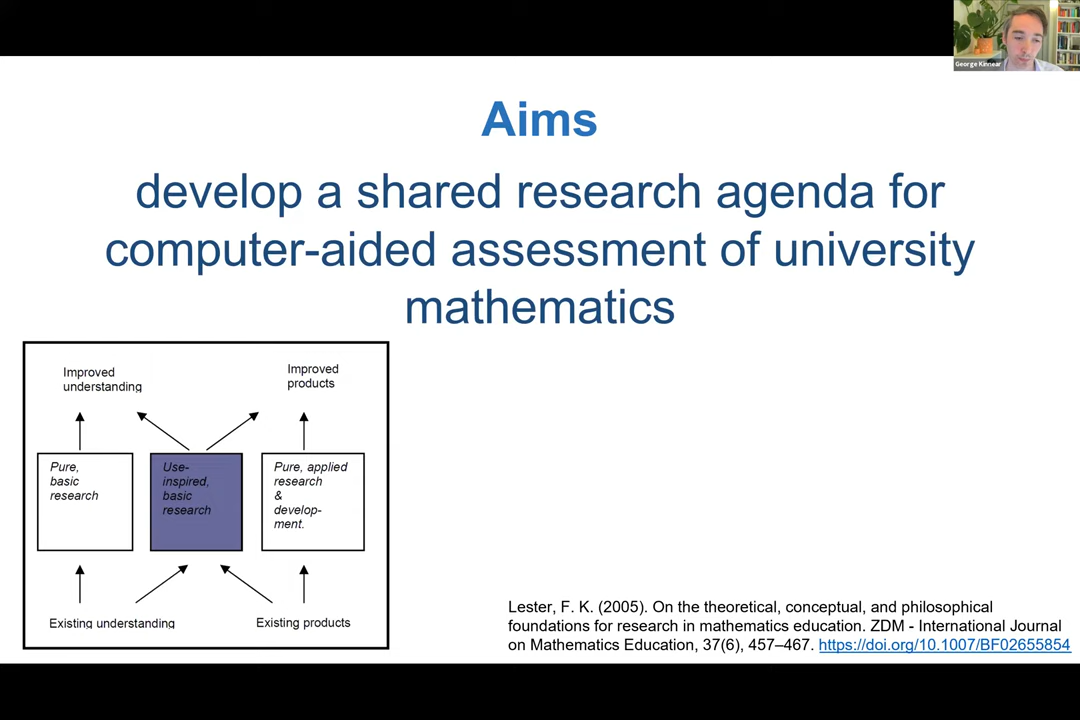 George Kinnear
Aims
develop a shared research agenda for
computer-aided assessment of university
mathematics
Improved
understanding
Improved
products
Pure,
basic
research
Use-
inspired,
basic
research
Pure, applied
research
&
develop-
ment.
Existing understanding
Existing products
Lester, F. K. (2005). On the theoretical, conceptual, and philosophical
foundations for research in mathematics education. ZDM - International Journal
on Mathematics Education, 37(6), 457–467. https://doi.org/10.1007/BF02655854